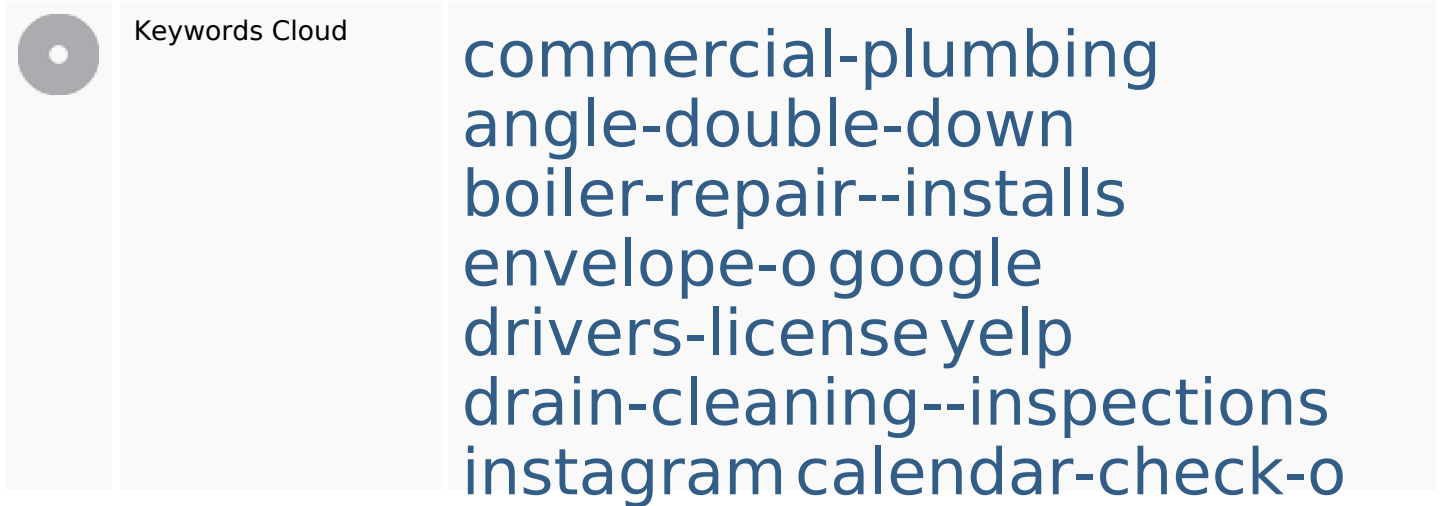 Keywords Cloud
commercial-plumbing
angle-double-down
boiler-repair--installs
envelope-o google
drivers-license yelp
drain-cleaning--inspections
instagram calendar-check-o